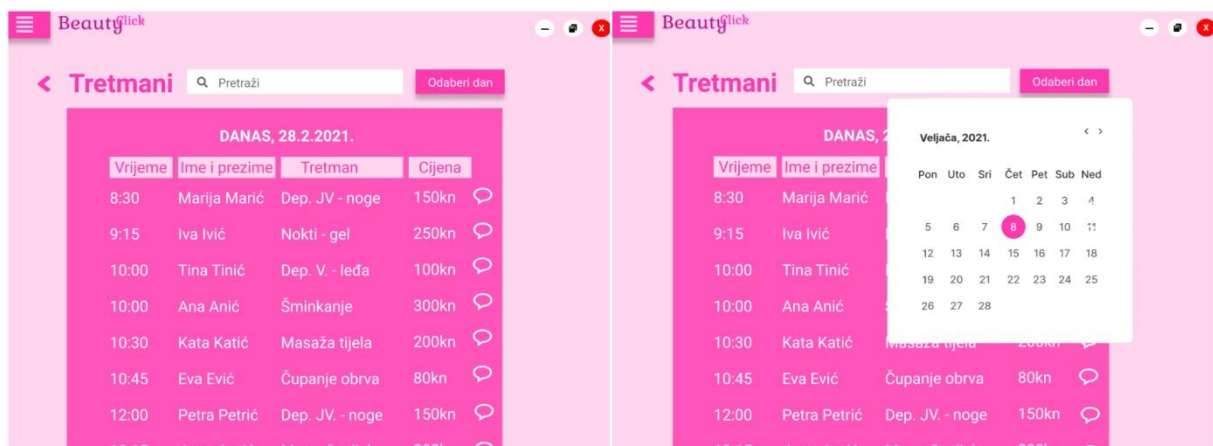 BeautyClick
Tretmani
Pretraži
Odaberi dan
DANAS, 28.2.2021.
Vrijeme Ime i prezime Tretman Cijena
8:30 Marija Marić Dep. JV - noge 150kn
9:15 Iva Ivić Nokti - gel 250kn
10:00 Tina Tinić Dep. V. - leđa 100kn
10:00 Ana Anić Šminkanje 300kn
10:30 Kata Katić Masaža tijela 200kn
10:45 Eva Ević Čupanje obrva 80kn
12:00 Petra Petrić Dep. JV. - noge 150kn
X
BeautyClick
Tretmani
Pretraži
Odaberi dan
DANAS,
Vrijeme Ime i prezime
8:30 Marija Marić
9:15 Iva Ivić
10:00 Tina Tinić
10:00 Ana Anić
10:30 Kata Katić Masaža tijela 200kn
10:45 Eva Ević Čupanje obrva 80kn
12:00 Petra Petrić Dep. JV. - noge 150kn
X
Veljača, 2021.
Pon Uto Sri Čet Pet Sub Ned
1 2 3 4
5 6 7 8 9 10 11
12 13 14 15 16 17 18
19 20 21 22 23 24 25
26 27 28